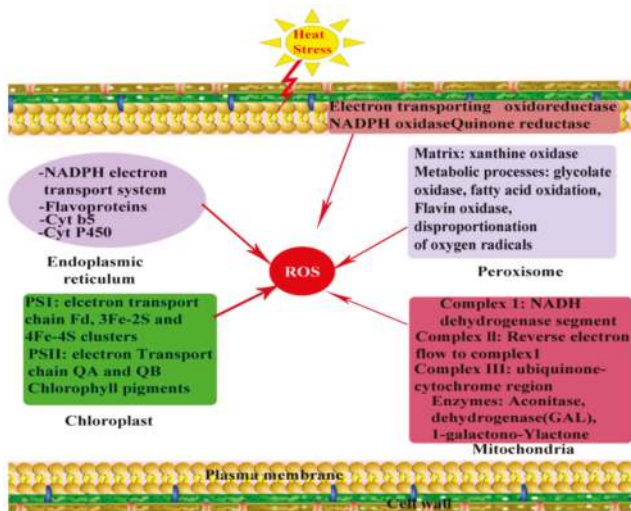 Heat
Stress
Electron transporting oxidoreductase
NADPH oxidaseQuinone reductase
-NADPH electron
transport system
-Flavoproteins
-Cyt b5
-Cyt P450
Endoplasmic
reticulum
Matrix: xanthine oxidase
Metabolic processes: glycolate
oxidase, fatty acid oxidation,
Flavin oxidase,
disproportionation
of oxygen radicals
Peroxisome
ROS
PSI: elcetron transport
chain Fd, 3Fe-2S and
4Fe-4S clusters
PSII: electron Transport
chain QA and QB
Chlorophyll pigments
Chloroplast
Complex 1: NADH
dehydrogenase segment
Complex ll: Reverse electron
flow to complex1
Complex III: ubiquinone-
cytochrome region
Enzymes: Aconitase,
dehydrogenase(GAL),
1-galactono-Ylactone
Mitochondria
Plasma membrane
Cell wall